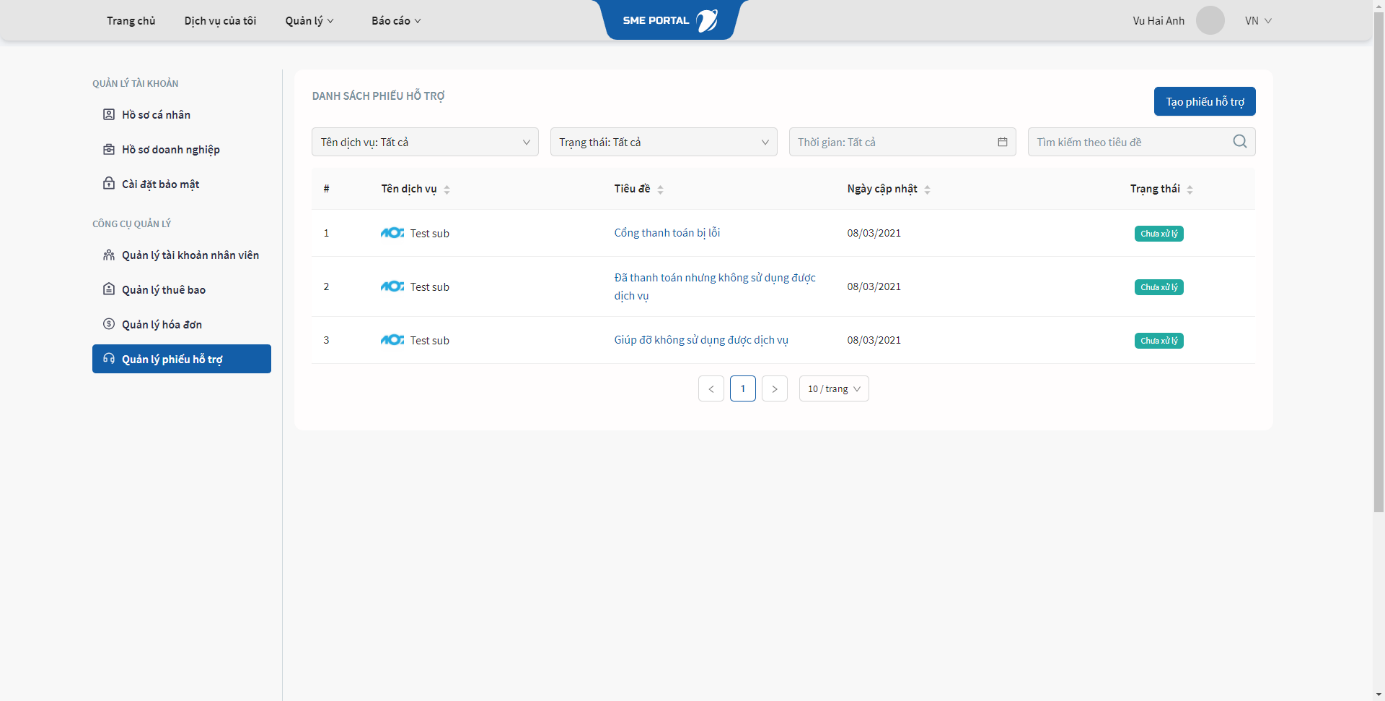 Trang chủ Dịch vụ của tôi Quản lý Báo cáo SME PORTAL Vu Hai Anh VN
QUẢN LÝ TÀI KHOẢN
Hồ sơ cá nhân
Hồ sơ doanh nghiệp
Cài đặt bảo mật
CÔNG CỤ QUẢN LÝ
Quản lý tài khoản nhân viên
Quản lý thuê bao
Quản lý hóa đơn
Quản lý phiếu hỗ trợ
DANH SÁCH PHIẾU HỖ TRỢ
Tạo phiếu hỗ trợ
Tên dịch vụ: Tất cả Trạng thái: Tất cả Thời gian: Tất cả Tìm kiếm theo tiêu đề
# Tên dịch vụ Tiêu đề Ngày cập nhật Trạng thái
1 Test sub Cổng thanh toán bị lỗi 08/03/2021 Chưa xử lý
2 Test sub Đã thanh toán nhưng không sử dụng được
dịch vụ 08/03/2021 Chưa xử lý
3 Test sub Giúp đỡ không sử dụng được dịch vụ 08/03/2021 Chưa xử lý
< 1 > 10 / trang